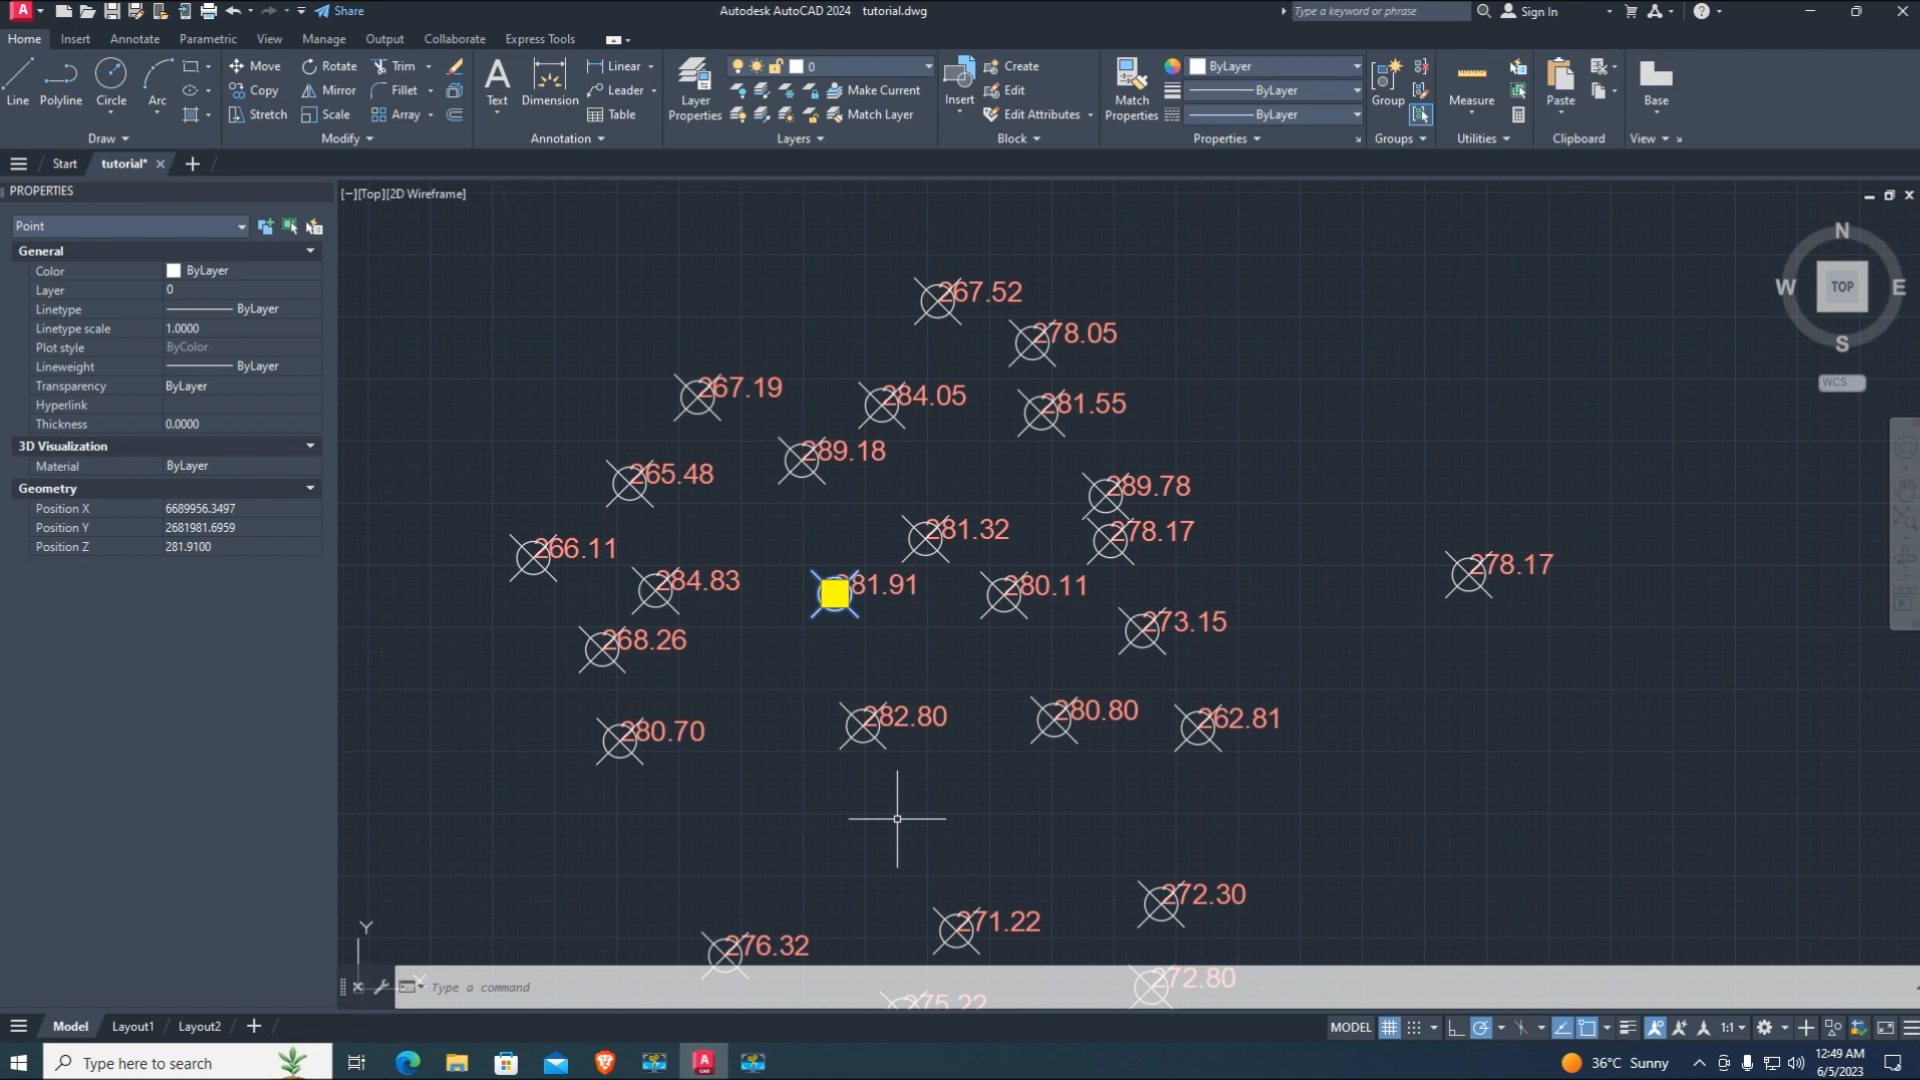 Share
Autodesk AutoCAD 2024 tutorial.dwg
Type a keyword or phrase
Sign In
Home Insert Annotate Parametric View Manage Output Collaborate Express Tools
Line Polyline Circle Arc
Move Rotate Trim
Copy Mirror Fillet
Stretch Scale Array
Text Dimension
Linear
Leader
Table
Layer Properties
0
Make Current
Match Layer
Insert
Create
Edit
Edit Attributes
Match Properties
ByLayer
ByLayer
ByLayer
Group
Measure
Paste
Base
Draw Modify Annotation Layers Block Properties Groups Utilities Clipboard View
Start tutorial*
PROPERTIES
Point
General
Color ByLayer
Layer 0
Linetype ByLayer
Linetype scale 1.0000
Plot style ByColor
Lineweight ByLayer
Transparency ByLayer
Hyperlink
Thickness 0.0000
3D Visualization
Material ByLayer
Geometry
Position X 6689956.3497
Position Y 2681981.6959
Position Z 281.9100
[−][Top][2D Wireframe]
N
W TOP E
S
WCS
267.52
278.05
267.19
284.05
281.55
289.18
265.48
289.78
281.32
278.17
266.11
278.17
284.83
81.91
280.11
273.15
268.26
280.70
282.80
280.80
262.81
272.30
271.22
276.32
272.80
275.22
Y
X
Type a command
Model Layout1 Layout2
MODEL
1:1
Type here to search
36°C Sunny
12:49 AM
6/5/2023